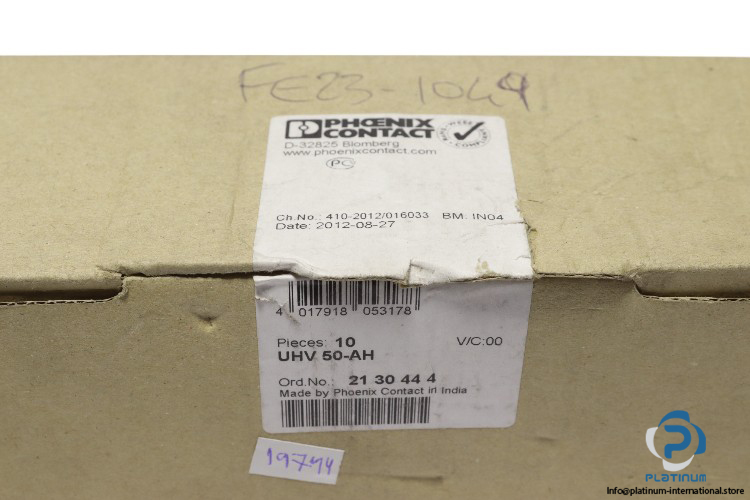 FE23-1049
PHOENIX
CONTACT
D-32825 Blomberg
www.phoenixcontact.com
Ch.No.: 410-2012/016033 BM: IN04
Date: 2012-08-27
4 017918 053178
Pieces: 10 V/C:00
UHV 50-AH
Ord.No.: 21 30 44 4
Made by Phoenix Contact in India
19744
PLATINUM
Info@platinum-international.store